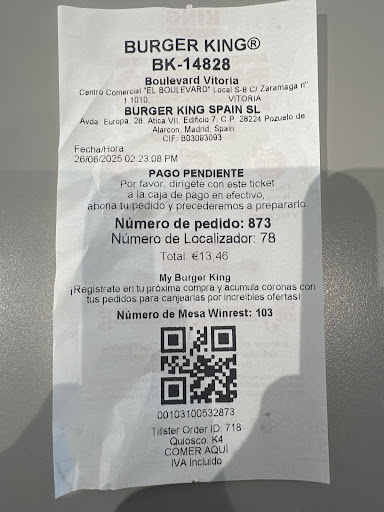 BURGER KING®
BK-14828
Boulevard Vitoria
Centro Comercial "EL BOULEVARD" Local S-8 C/ Zaramaga nº
1.1010, VITORIA
BURGER KING SPAIN SL
Avda. Europa, 26. Atica VII, Edificio 7, C.P. 28224 Pozuelo de
Alarcon, Madrid, Spain
CIF: B03093093
Fecha/Hora
26/06/2025 02:23:08 PM
PAGO PENDIENTE
Por favor, dirígete con este ticket
a la caja de pago en efectivo,
abona tu pedido y precederemos a prepararlo
Número de pedido: 873
Número de Localizador: 78
Total: €13,46
My Burger King
¡Registrate en tu próxima compra y acumula coronas con
tus pedidos para canjearlas por increibles ofertas!
Número de Mesa Winrest: 103
00103100532873
Tillster Order ID: 718
Quiosco: K4
COMER AQUÍ
IVA Incluido